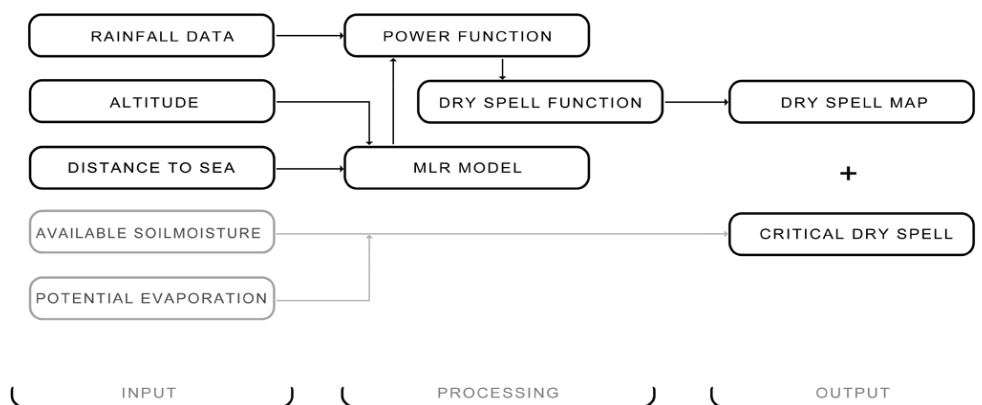 RAINFALL DATA
POWER FUNCTION
ALTITUDE
DRY SPELL FUNCTION
DRY SPELL MAP
DISTANCE TO SEA
MLR MODEL
+
AVAILABLE SOILMOISTURE
CRITICAL DRY SPELL
POTENTIAL EVAPORATION
INPUT
PROCESSING
OUTPUT